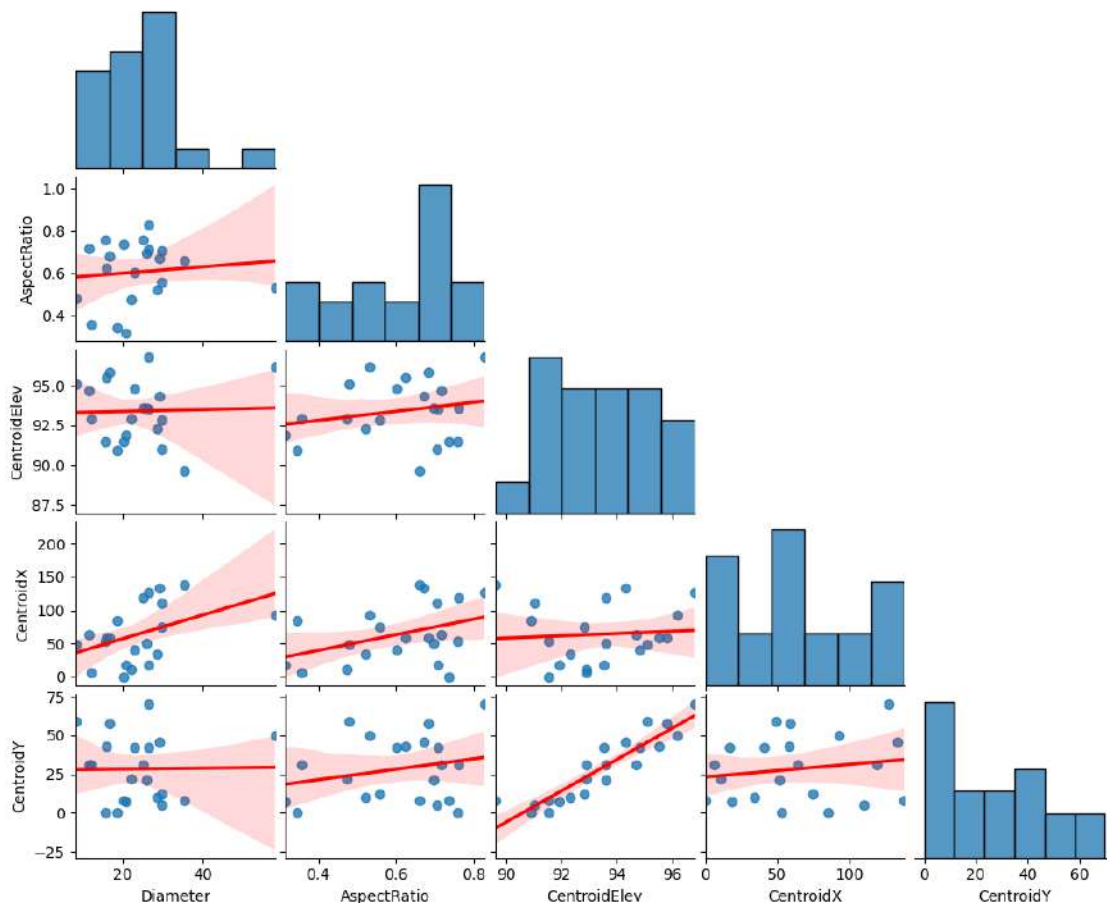 1.0
0.8
0.6
0.4
AspectRatio
95.0
92.5
90.0
87.5
CentroidElev
200
150
100
50
0
CentroidX
75
50
25
0
−25
CentroidY
20 40
0.4 0.6 0.8
90 92 94 96
0 100
0 20 40 60
Diameter AspectRatio CentroidElev CentroidX CentroidY